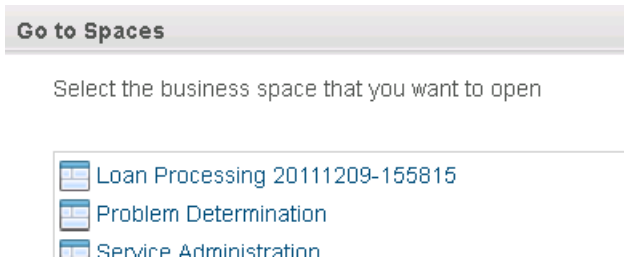 Go to Spaces
Select the business space that you want to open
Loan Processing 20111209-155815
Problem Determination
Service Administration